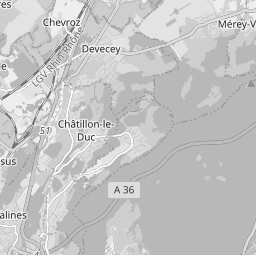 Chevroz
Mérey-V
Devecey
LGV Rhin Rhône
e
51
Châtillon-le-
Duc
sus
A 36
alines